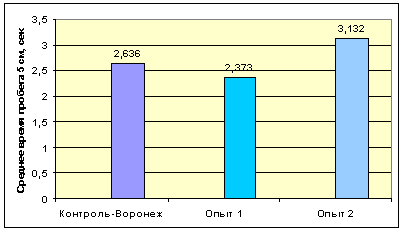 Среднее время пробега 5 см, сек
3,5
3
2,5
2
1,5
1
0,5
0
2,636
2,373
3,132
Контроль-Воронеж
Опыт 1
Опыт 2